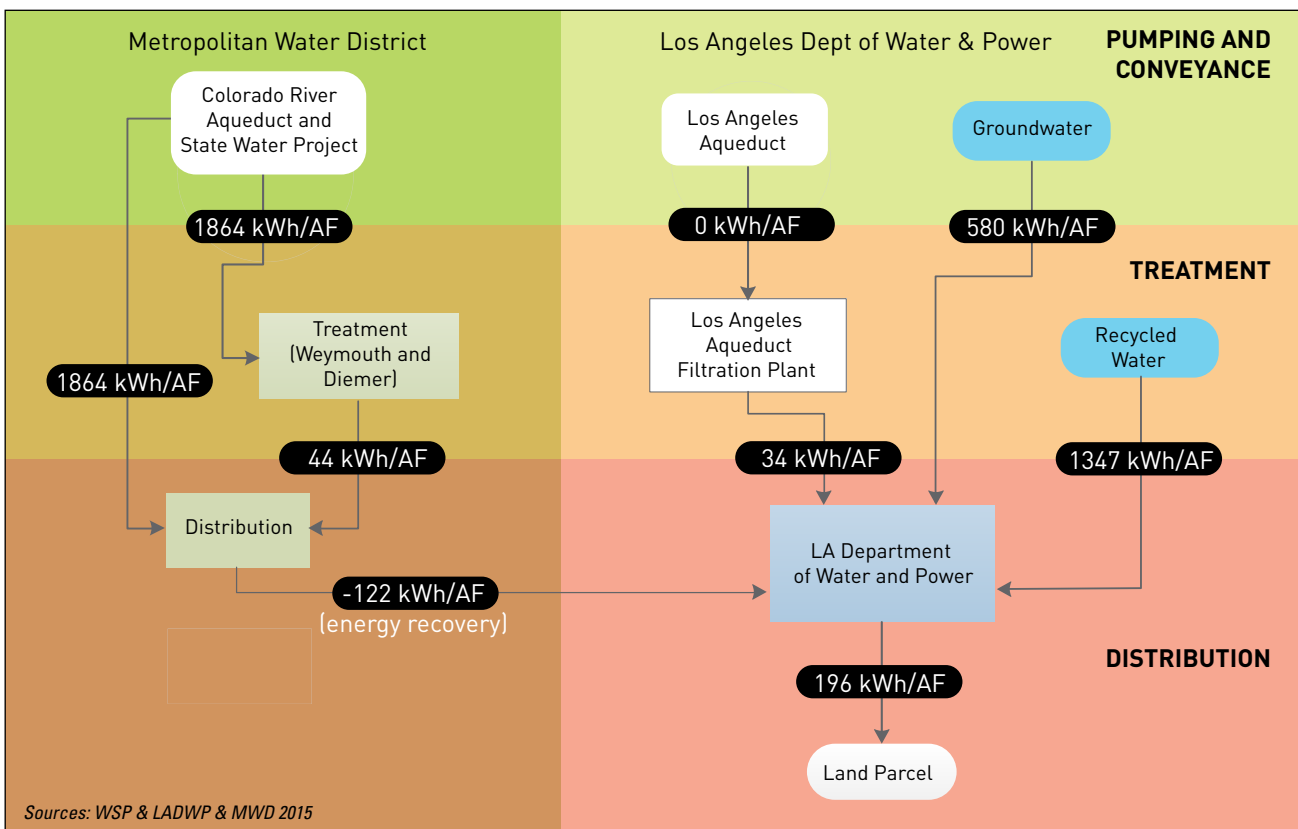 Metropolitan Water District
Los Angeles Dept of Water & Power
PUMPING AND
CONVEYANCE
Colorado River
Aqueduct and
State Water Project
Los Angeles
Aqueduct
Groundwater
1864 kWh/AF
0 kWh/AF
580 kWh/AF
TREATMENT
Treatment
(Weymouth and
Diemer)
Los Angeles
Aqueduct
Filtration Plant
Recycled
Water
1864 kWh/AF
44 kWh/AF
34 kWh/AF
1347 kWh/AF
Distribution
LA Department
of Water and Power
-122 kWh/AF
(energy recovery)
DISTRIBUTION
196 kWh/AF
Land Parcel
Sources: WSP & LADWP & MWD 2015